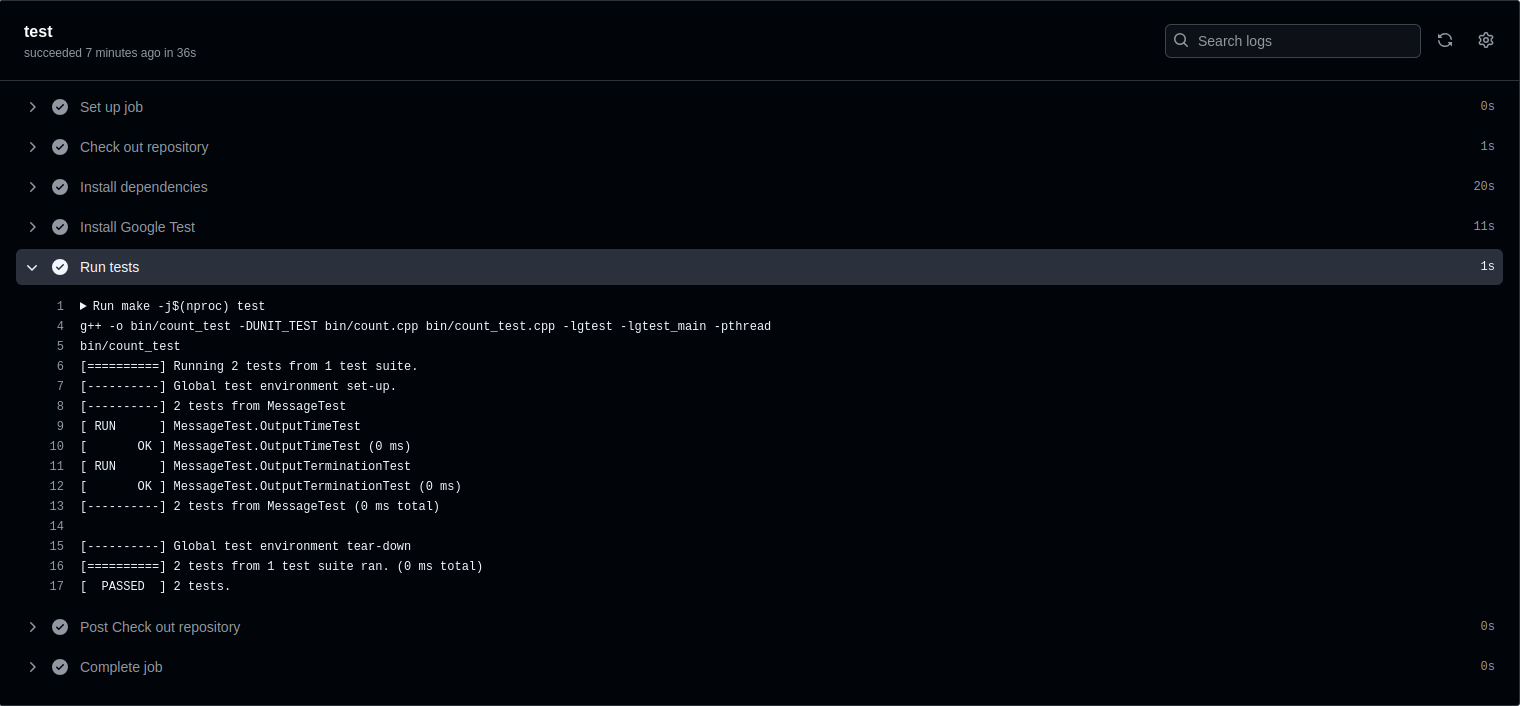 test
succeeded 7 minutes ago in 36s
Search logs
Set up job 0s
Check out repository 1s
Install dependencies 20s
Install Google Test 11s
Run tests 1s
1 Run make -j$(nproc) test
4 g++ -o bin/count_test -DUNIT_TEST bin/count.cpp bin/count_test.cpp -lgtest -lgtest_main -pthread
5 bin/count_test
6 [==========] Running 2 tests from 1 test suite.
7 [----------] Global test environment set-up.
8 [----------] 2 tests from MessageTest
9 [ RUN      ] MessageTest.OutputTimeTest
10 [       OK ] MessageTest.OutputTimeTest (0 ms)
11 [ RUN      ] MessageTest.OutputTerminationTest
12 [       OK ] MessageTest.OutputTerminationTest (0 ms)
13 [----------] 2 tests from MessageTest (0 ms total)
14
15 [----------] Global test environment tear-down
16 [==========] 2 tests from 1 test suite ran. (0 ms total)
17 [  PASSED  ] 2 tests.
Post Check out repository 0s
Complete job 0s